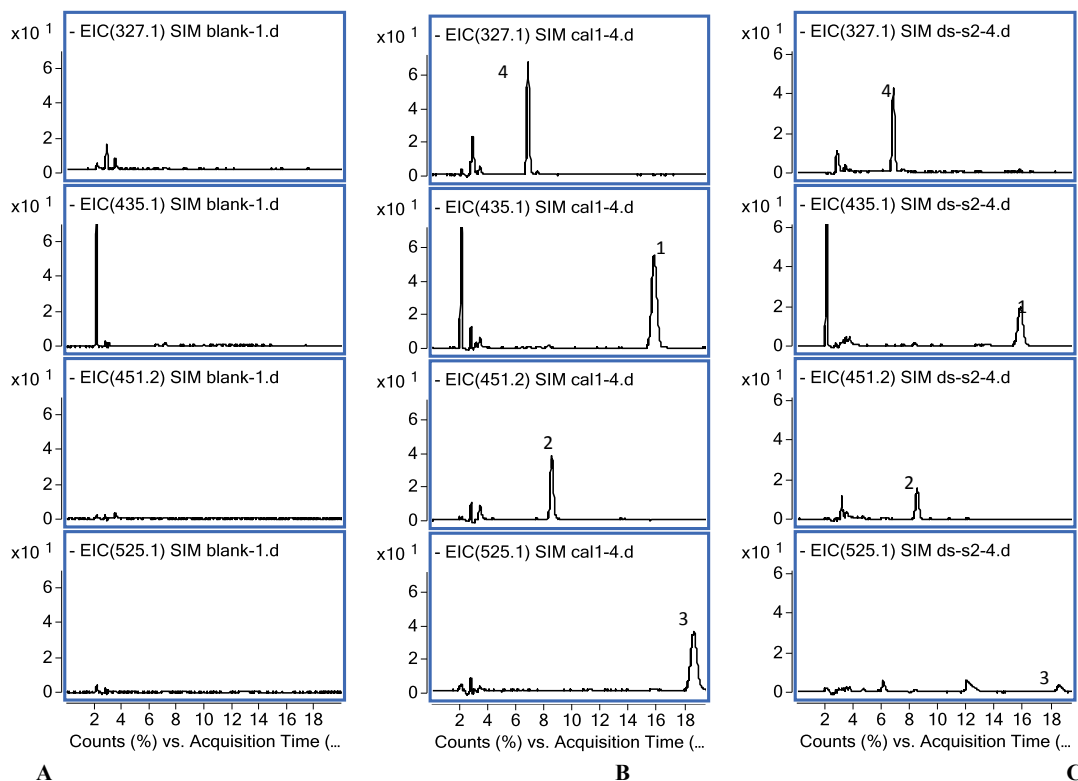 x10 1
- EIC(327.1) SIM blank-1.d
6
4
2
0
x10 1
- EIC(435.1) SIM blank-1.d
6
4
2
0
x10 1
- EIC(451.2) SIM blank-1.d
6
4
2
0
x10 1
- EIC(525.1) SIM blank-1.d
6
4
2
0
2 4 6 8 10 12 14 16 18
Counts (%) vs. Acquisition Time (...
A
x10 1
- EIC(327.1) SIM cal1-4.d
4
6
4
2
0
x10 1
- EIC(435.1) SIM cal1-4.d
1
6
4
2
0
x10 1
- EIC(451.2) SIM cal1-4.d
6
2
4
2
0
x10 1
- EIC(525.1) SIM cal1-4.d
6
3
4
2
0
2 4 6 8 10 12 14 16 18
Counts (%) vs. Acquisition Time (...
B
x10 1
- EIC(327.1) SIM ds-s2-4.d
6
4
4
2
0
x10 1
- EIC(435.1) SIM ds-s2-4.d
6
4
1
2
0
x10 1
- EIC(451.2) SIM ds-s2-4.d
6
4
2
2
0
x10 1
- EIC(525.1) SIM ds-s2-4.d
6
4
2
3
0
2 4 6 8 10 12 14 16 18
Counts (%) vs. Acquisition Time (...
C